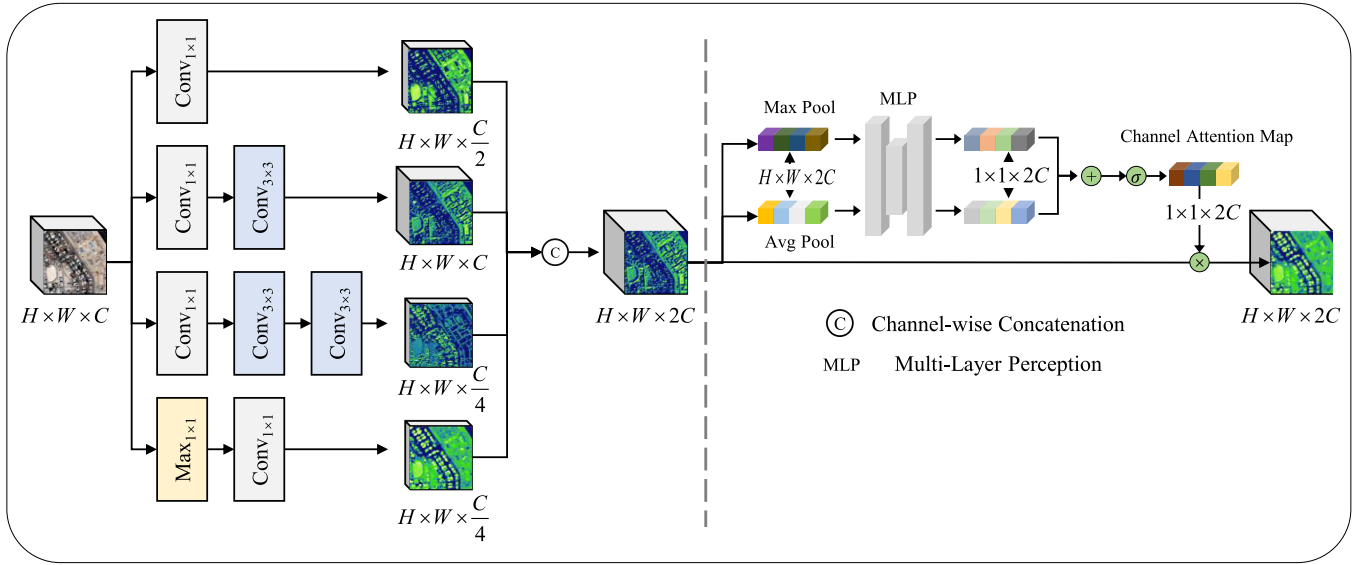 Conv1×1
H×W×C/2
Conv1×1
Conv3×3
H×W×C
H×W×C
Conv1×1
Conv3×3
Conv3×3
H×W×C/4
Max1×1
Conv1×1
H×W×C/4
C
H×W×2C
Max Pool
MLP
H×W×2C
Avg Pool
1×1×2C
+
σ
Channel Attention Map
1×1×2C
×
H×W×2C
C Channel-wise Concatenation
MLP Multi-Layer Perception